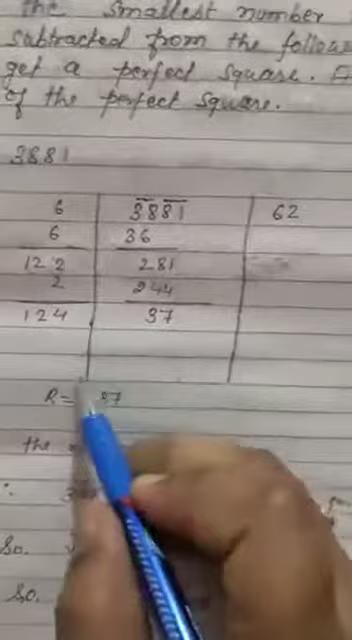 the smallest number
subtracted from the follow
get a perfect square.
of the perfect square.
3881
6 3881 62
6 36
122 281
2 244
124 37
R= 37
the
So.
So.